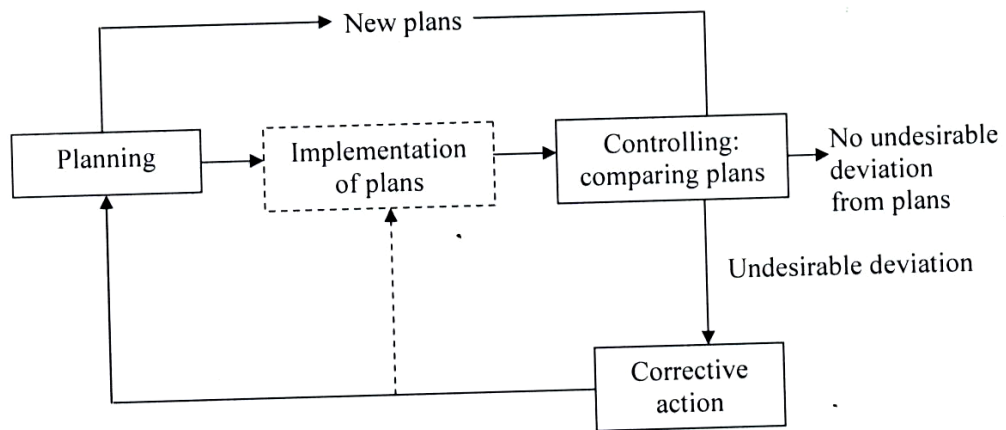 New plans
Planning
Implementation
of plans
Controlling:
comparing plans
No undesirable
deviation
from plans
Undesirable deviation
Corrective
action